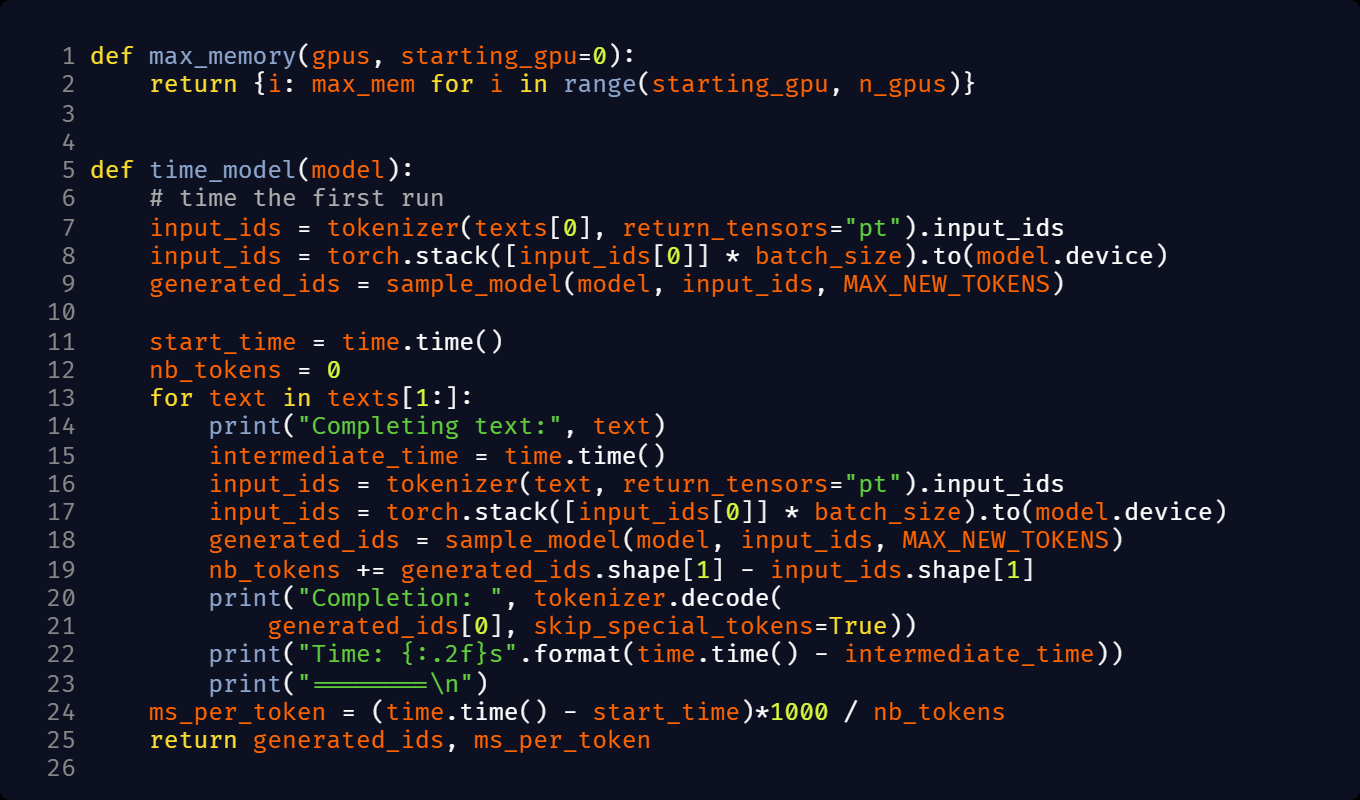 1 def max_memory(gpus, starting_gpu=0):
2     return {i: max_mem for i in range(starting_gpu, n_gpus)}
3
4
5 def time_model(model):
6     # time the first run
7     input_ids = tokenizer(texts[0], return_tensors="pt").input_ids
8     input_ids = torch.stack([input_ids[0]] * batch_size).to(model.device)
9     generated_ids = sample_model(model, input_ids, MAX_NEW_TOKENS)
10
11     start_time = time.time()
12     nb_tokens = 0
13     for text in texts[1:]:
14         print("Completing text:", text)
15         intermediate_time = time.time()
16         input_ids = tokenizer(text, return_tensors="pt").input_ids
17         input_ids = torch.stack([input_ids[0]] * batch_size).to(model.device)
18         generated_ids = sample_model(model, input_ids, MAX_NEW_TOKENS)
19         nb_tokens += generated_ids.shape[1] - input_ids.shape[1]
20         print("Completion: ", tokenizer.decode(
21             generated_ids[0], skip_special_tokens=True))
22         print("Time: {:.2f}s".format(time.time() - intermediate_time))
23         print("========\n")
24     ms_per_token = (time.time() - start_time)*1000 / nb_tokens
25     return generated_ids, ms_per_token
26